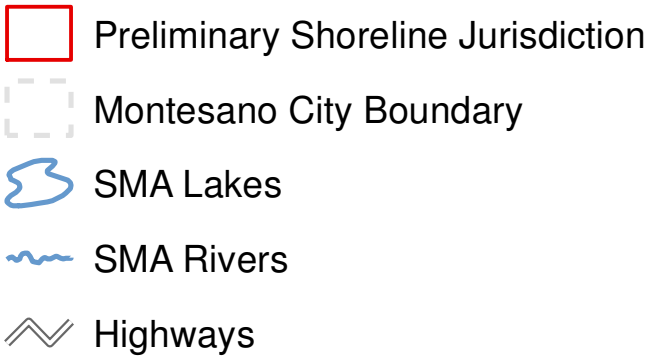 Preliminary Shoreline Jurisdiction
Montesano City Boundary
SMA Lakes
SMA Rivers
Highways